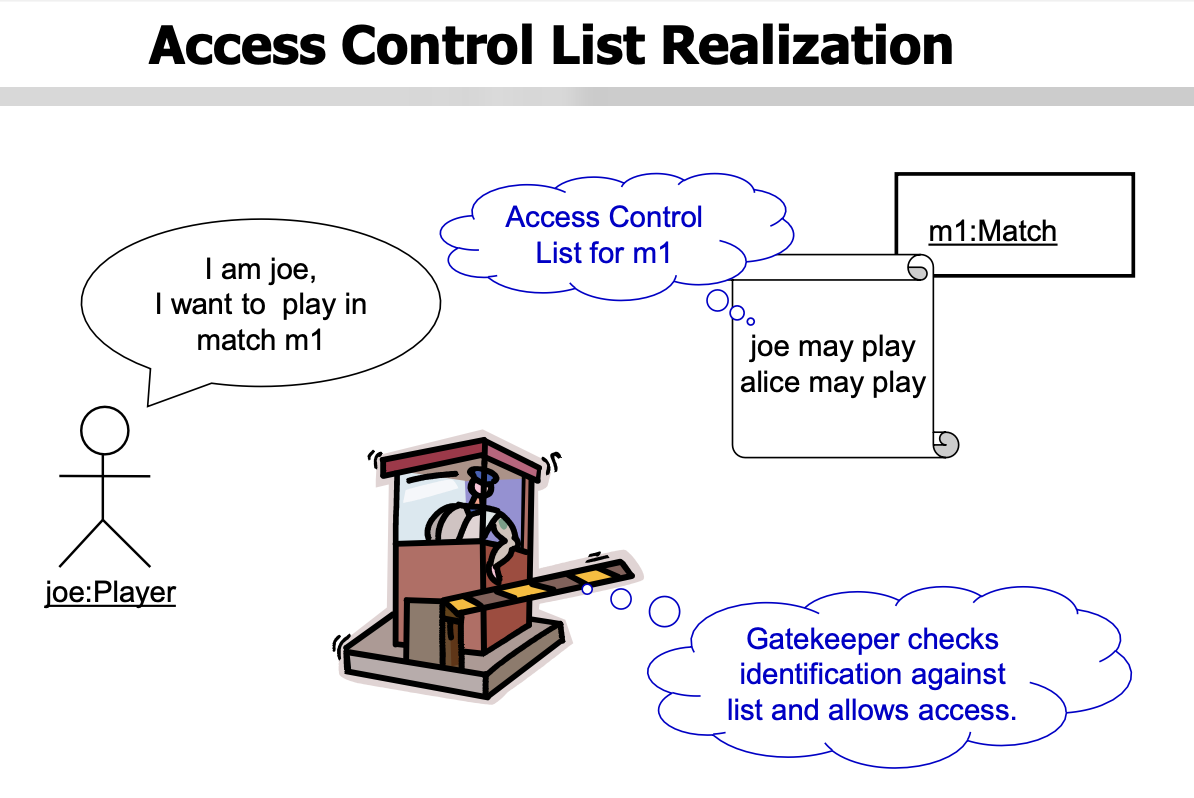 Access Control List Realization
I am joe,
I want to  play in
match m1
Access Control
List for m1
m1:Match
joe may play
alice may play
joe:Player
Gatekeeper checks
identification against
list and allows access.